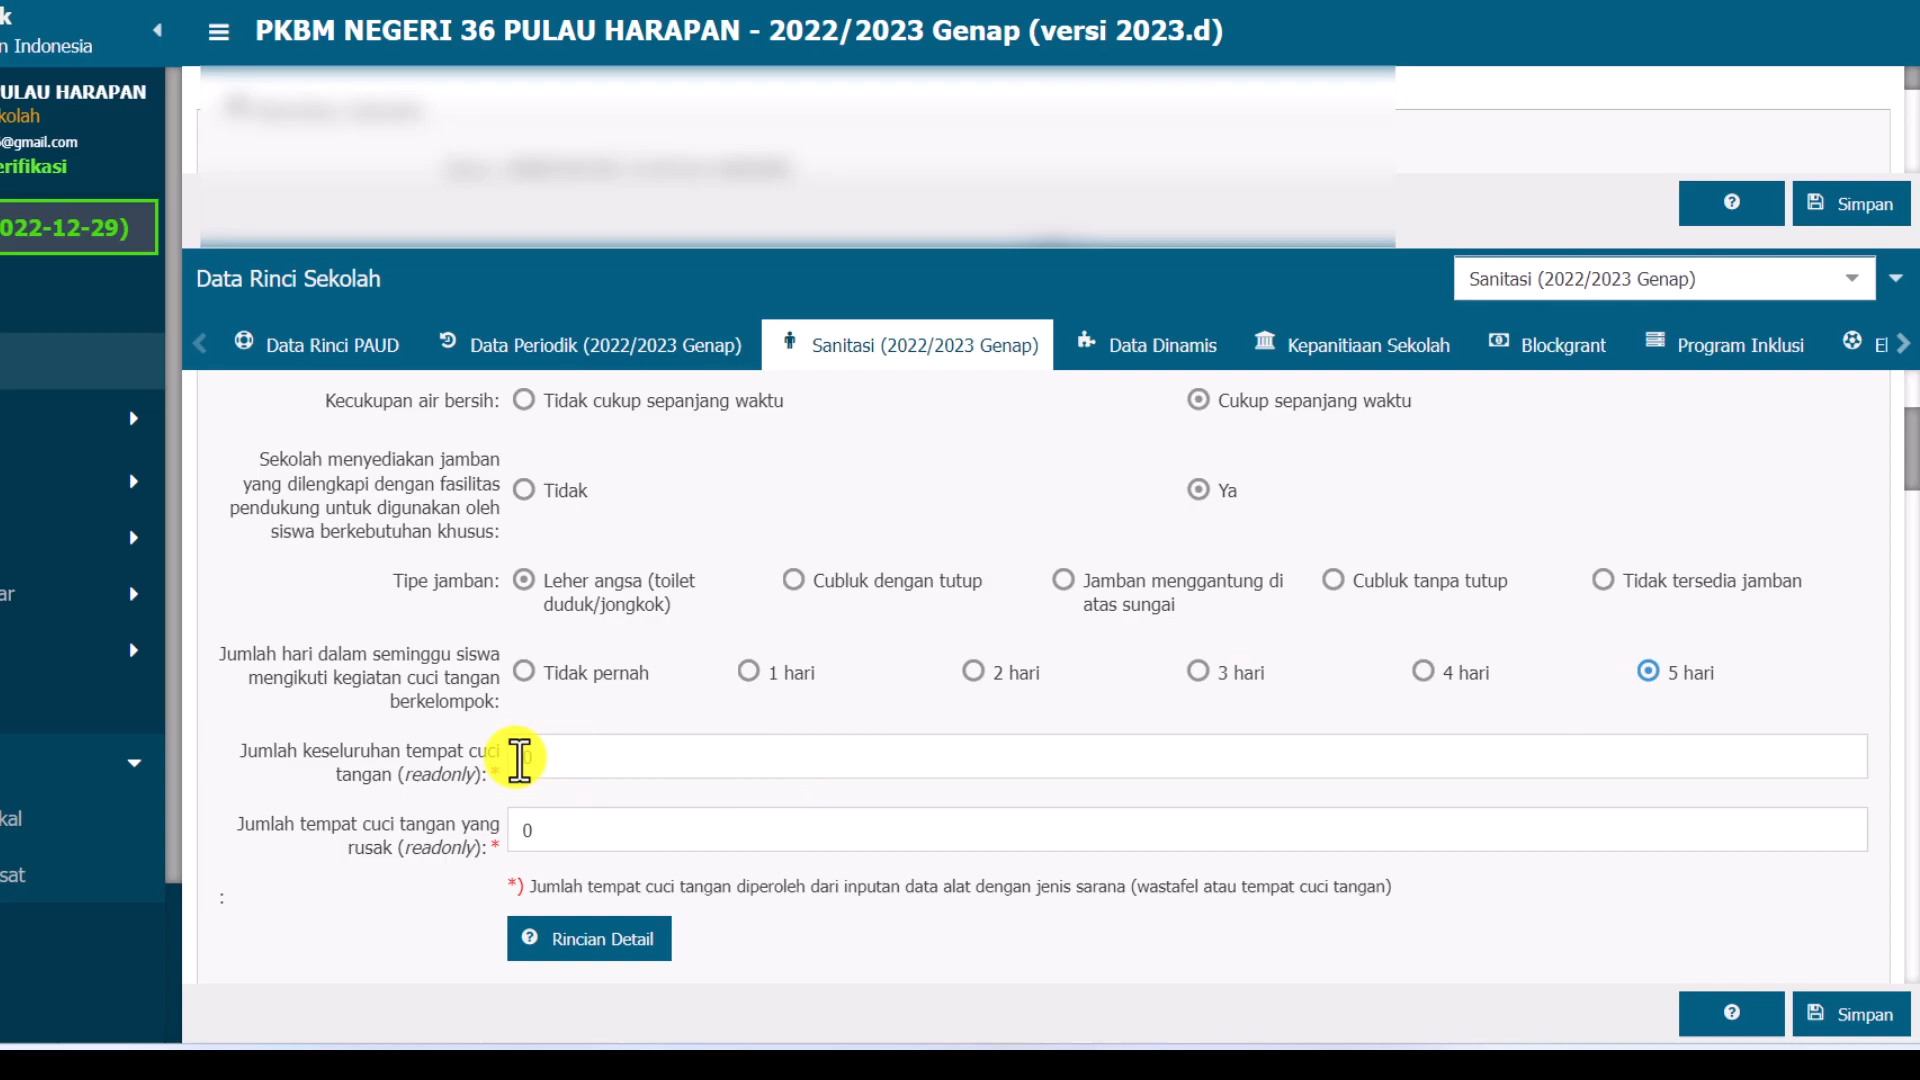 k
n Indonesia
PKBM NEGERI 36 PULAU HARAPAN - 2022/2023 Genap (versi 2023.d)
ULAU HARAPAN
kolah
@gmail.com
erifikasi
022-12-29)
Simpan
Data Rinci Sekolah
Sanitasi (2022/2023 Genap)
Data Rinci PAUD
Data Periodik (2022/2023 Genap)
Sanitasi (2022/2023 Genap)
Data Dinamis
Kepanitiaan Sekolah
Blockgrant
Program Inklusi
El
Kecukupan air bersih:
Tidak cukup sepanjang waktu
Cukup sepanjang waktu
Sekolah menyediakan jamban
yang dilengkapi dengan fasilitas
pendukung untuk digunakan oleh
siswa berkebutuhan khusus:
Tidak
Ya
Tipe jamban:
Leher angsa (toilet
duduk/jongkok)
Cubluk dengan tutup
Jamban menggantung di
atas sungai
Cubluk tanpa tutup
Tidak tersedia jamban
ar
Jumlah hari dalam seminggu siswa
mengikuti kegiatan cuci tangan
berkelompok:
Tidak pernah
1 hari
2 hari
3 hari
4 hari
5 hari
Jumlah keseluruhan tempat cuci
tangan (readonly): *
0
Jumlah tempat cuci tangan yang
rusak (readonly): *
0
kal
sat
:
*) Jumlah tempat cuci tangan diperoleh dari inputan data alat dengan jenis sarana (wastafel atau tempat cuci tangan)
Rincian Detail
Simpan